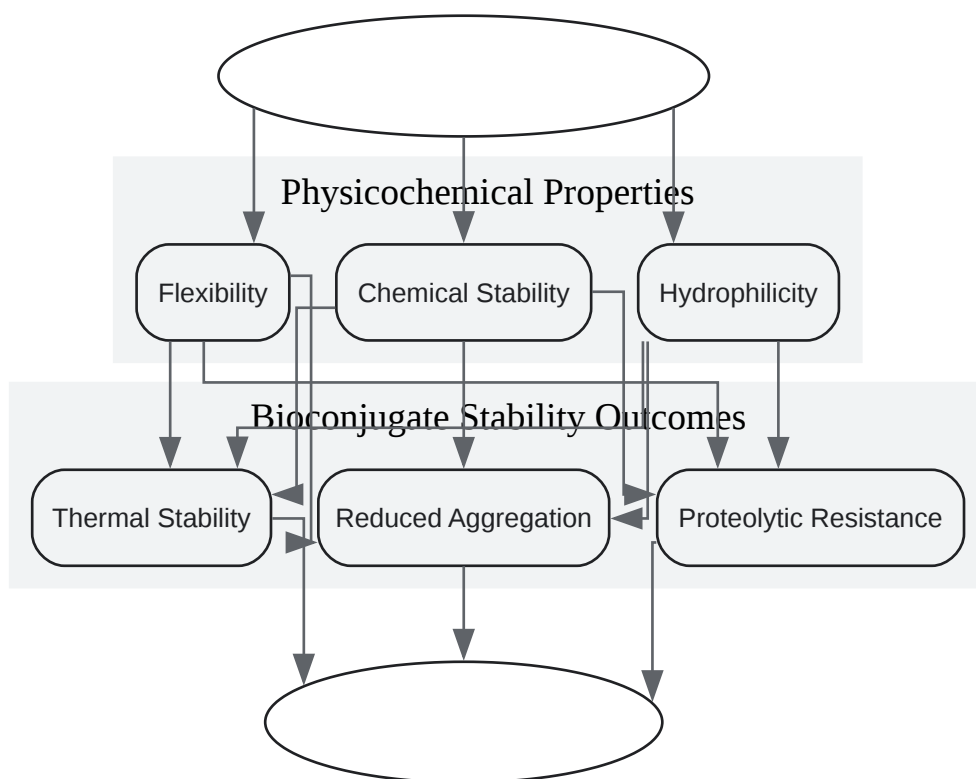 Physicochemical Properties
Flexibility
Chemical Stability
Hydrophilicity
Bioconjugate Stability Outcomes
Thermal Stability
Reduced Aggregation
Proteolytic Resistance